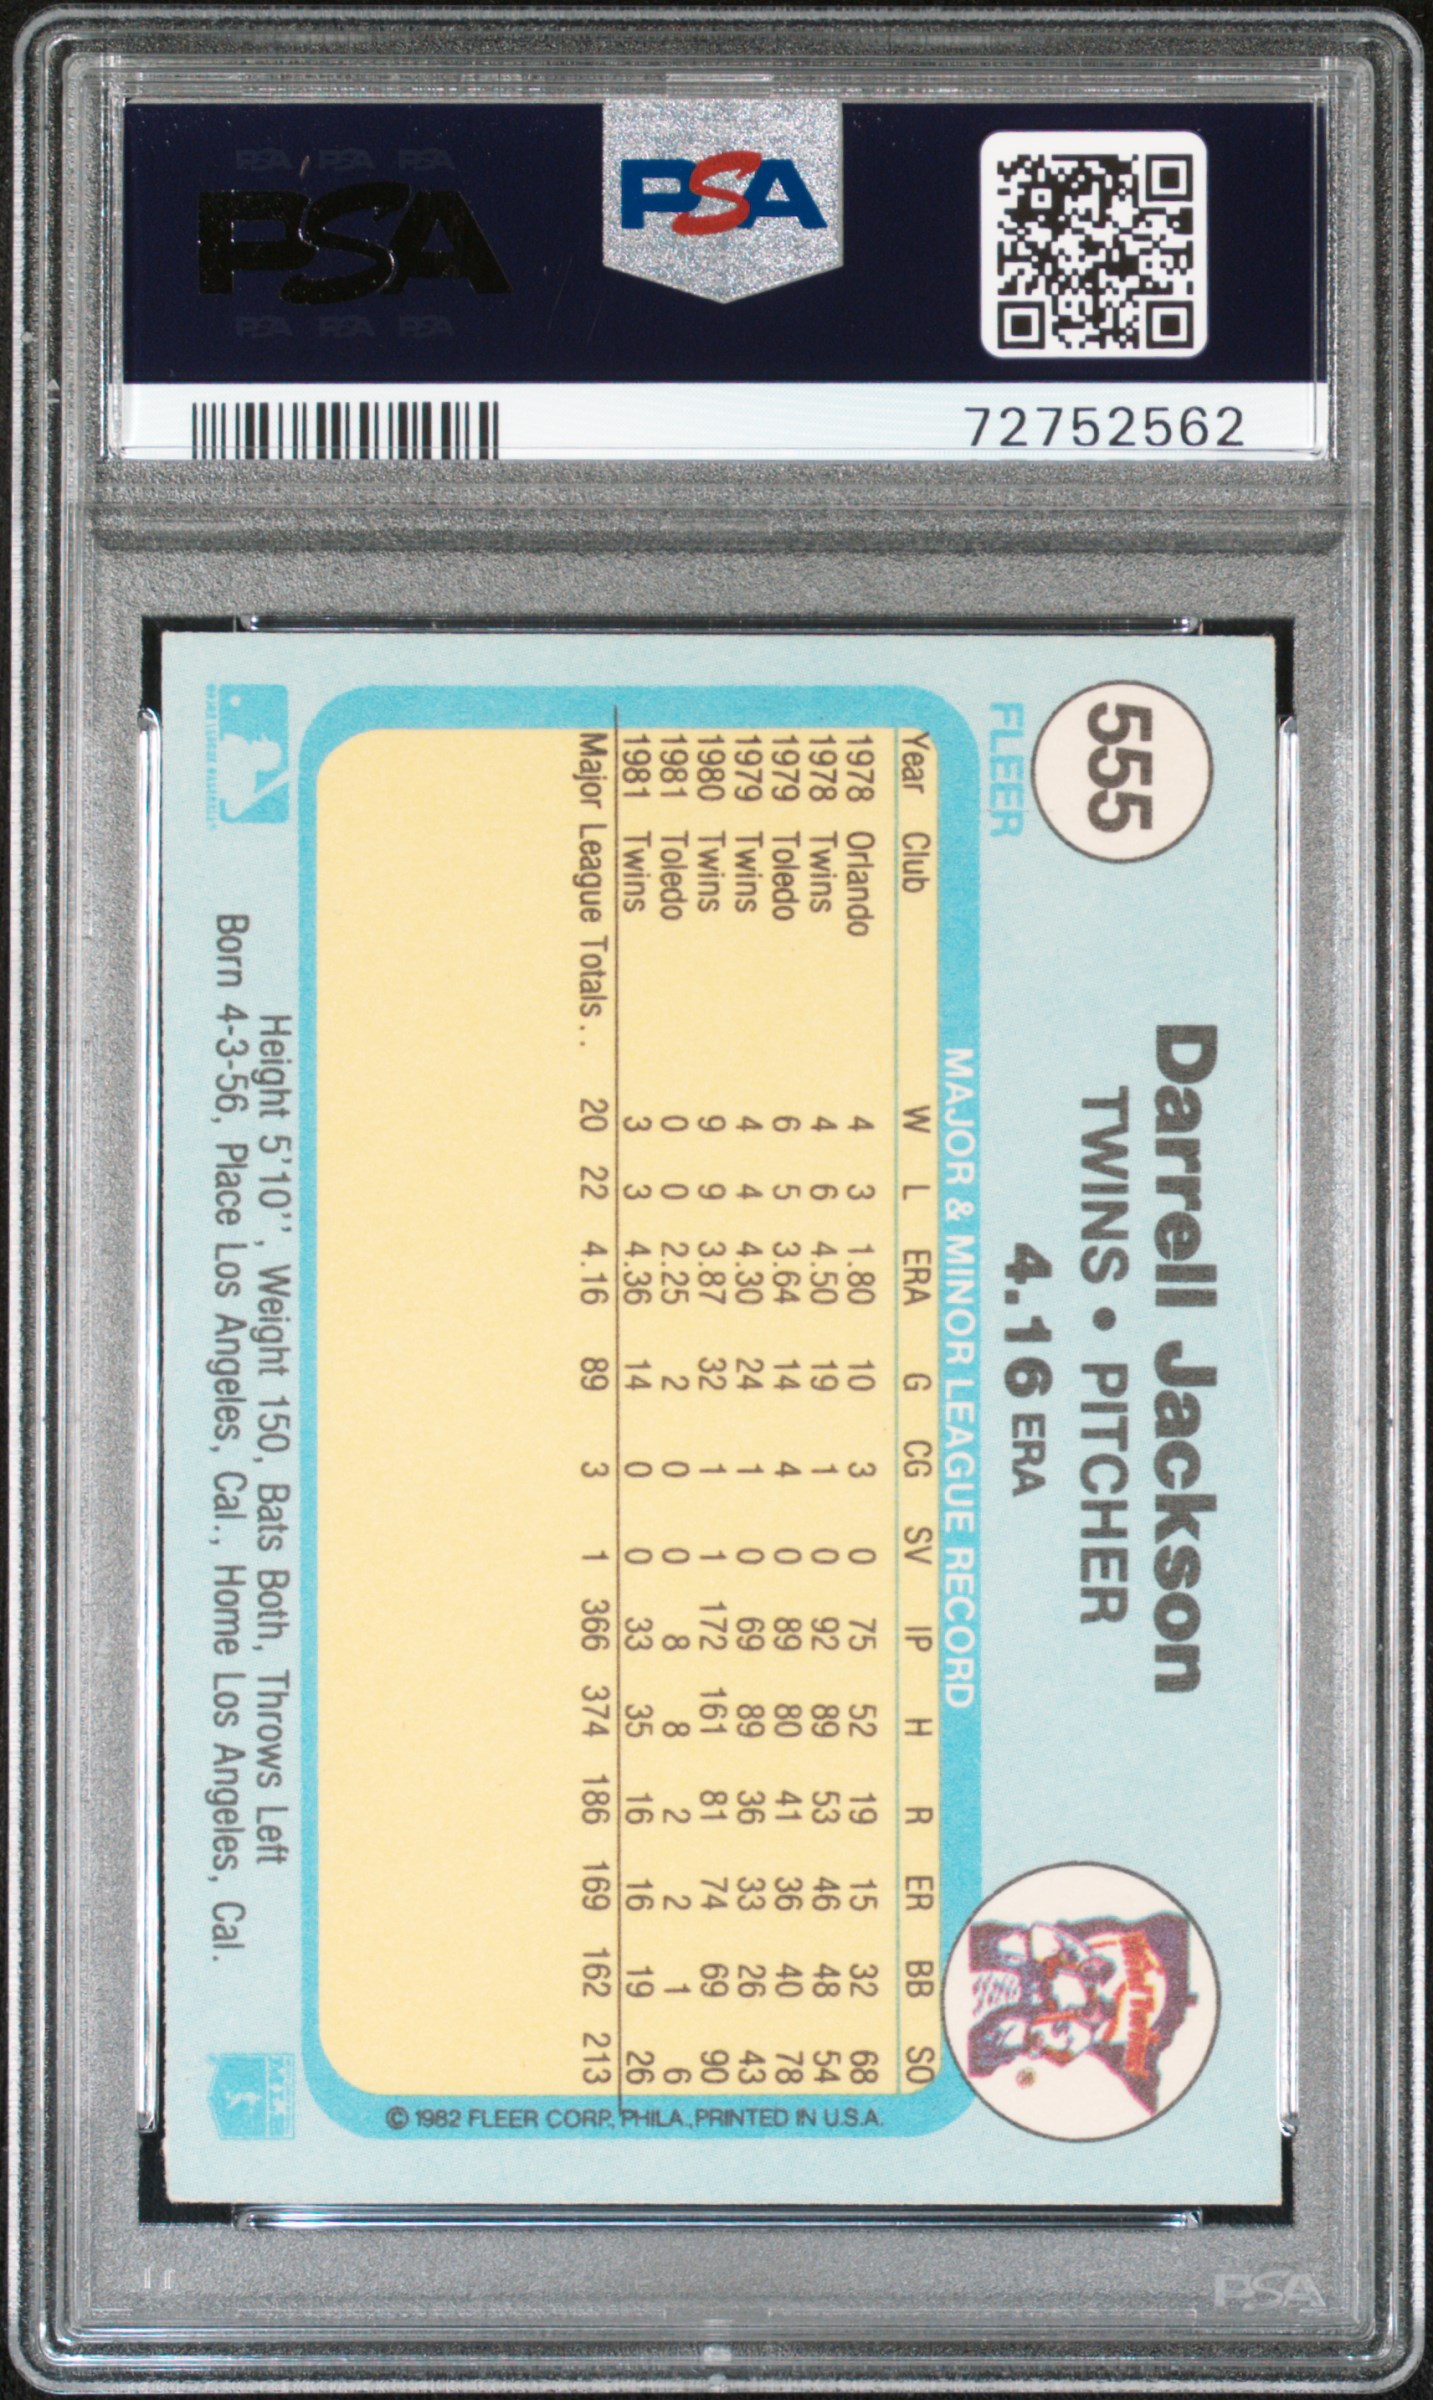 PSA PSA PSA
PSA
PSA PSA PSA
PSA
72752562
555
FLEER
Darrell Jackson
TWINS • PITCHER
4.16 ERA
MAJOR & MINOR LEAGUE RECORD
Year Club W L ERA G CG SV IP H R ER BB SO
1978 Orlando 4 3 1.80 10 3 0 75 52 19 15 32 68
1978 Twins 4 6 4.50 19 1 0 92 89 53 46 48 54
1979 Toledo 6 5 3.64 14 4 0 89 80 41 36 40 78
1979 Twins 4 4 4.30 24 1 0 69 89 36 33 26 43
1980 Twins 9 9 3.87 32 1 1 172 161 81 74 69 90
1981 Toledo 0 0 2.25 2 0 0 8 8 2 2 1 6
1981 Twins 3 3 4.36 14 0 0 33 35 16 16 19 26
Major League Totals.. 20 22 4.16 89 3 1 366 374 186 169 162 213
© 1982 FLEER CORP., PHILA., PRINTED IN U.S.A.
Height 5'10'', Weight 150, Bats Both, Throws Left
Born 4-3-56, Place Los Angeles, Cal., Home Los Angeles, Cal.
PSA